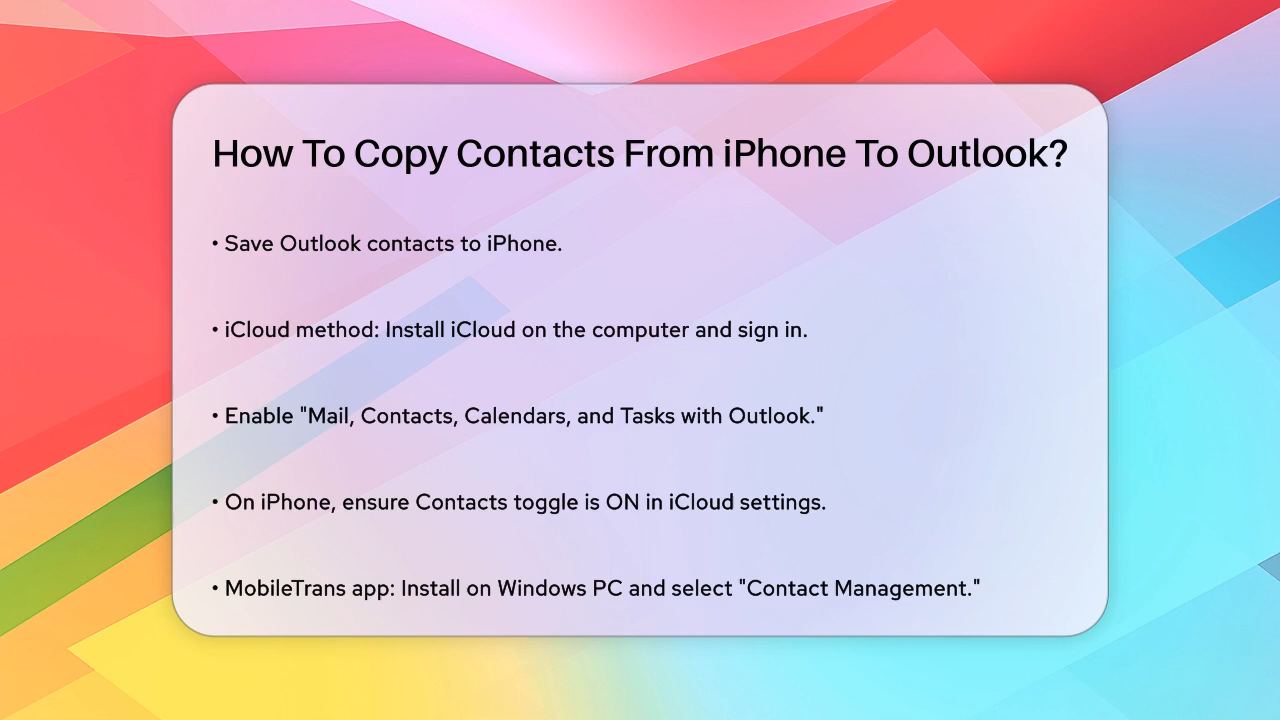 How To Copy Contacts From iPhone To Outlook?
• Save Outlook contacts to iPhone.
• iCloud method: Install iCloud on the computer and sign in.
• Enable "Mail, Contacts, Calendars, and Tasks with Outlook."
• On iPhone, ensure Contacts toggle is ON in iCloud settings.
• MobileTrans app: Install on Windows PC and select "Contact Management."